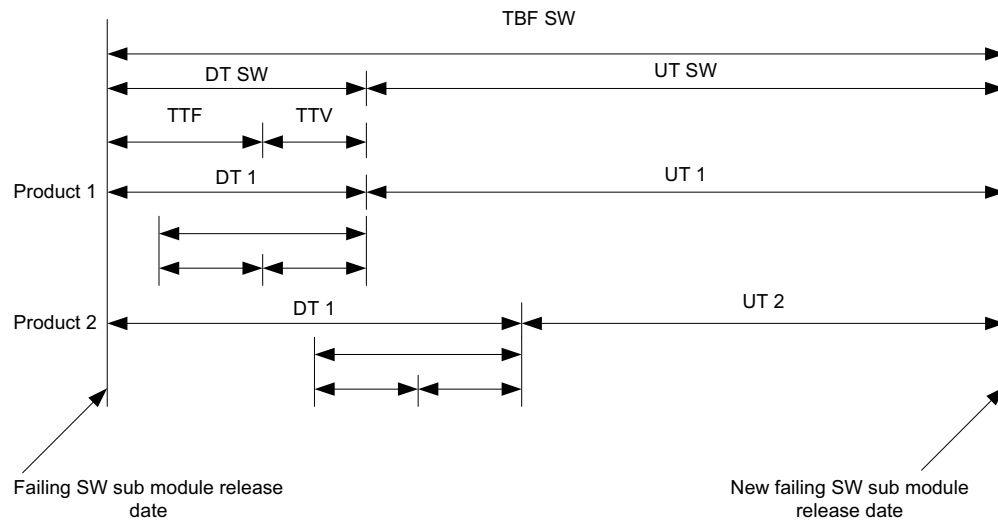 TBF SW
DT SW
UT SW
TTF
TTV
Product 1
DT 1
UT 1
Product 2
DT 1
UT 2
Failing SW sub module release
date
New failing SW sub module
release date